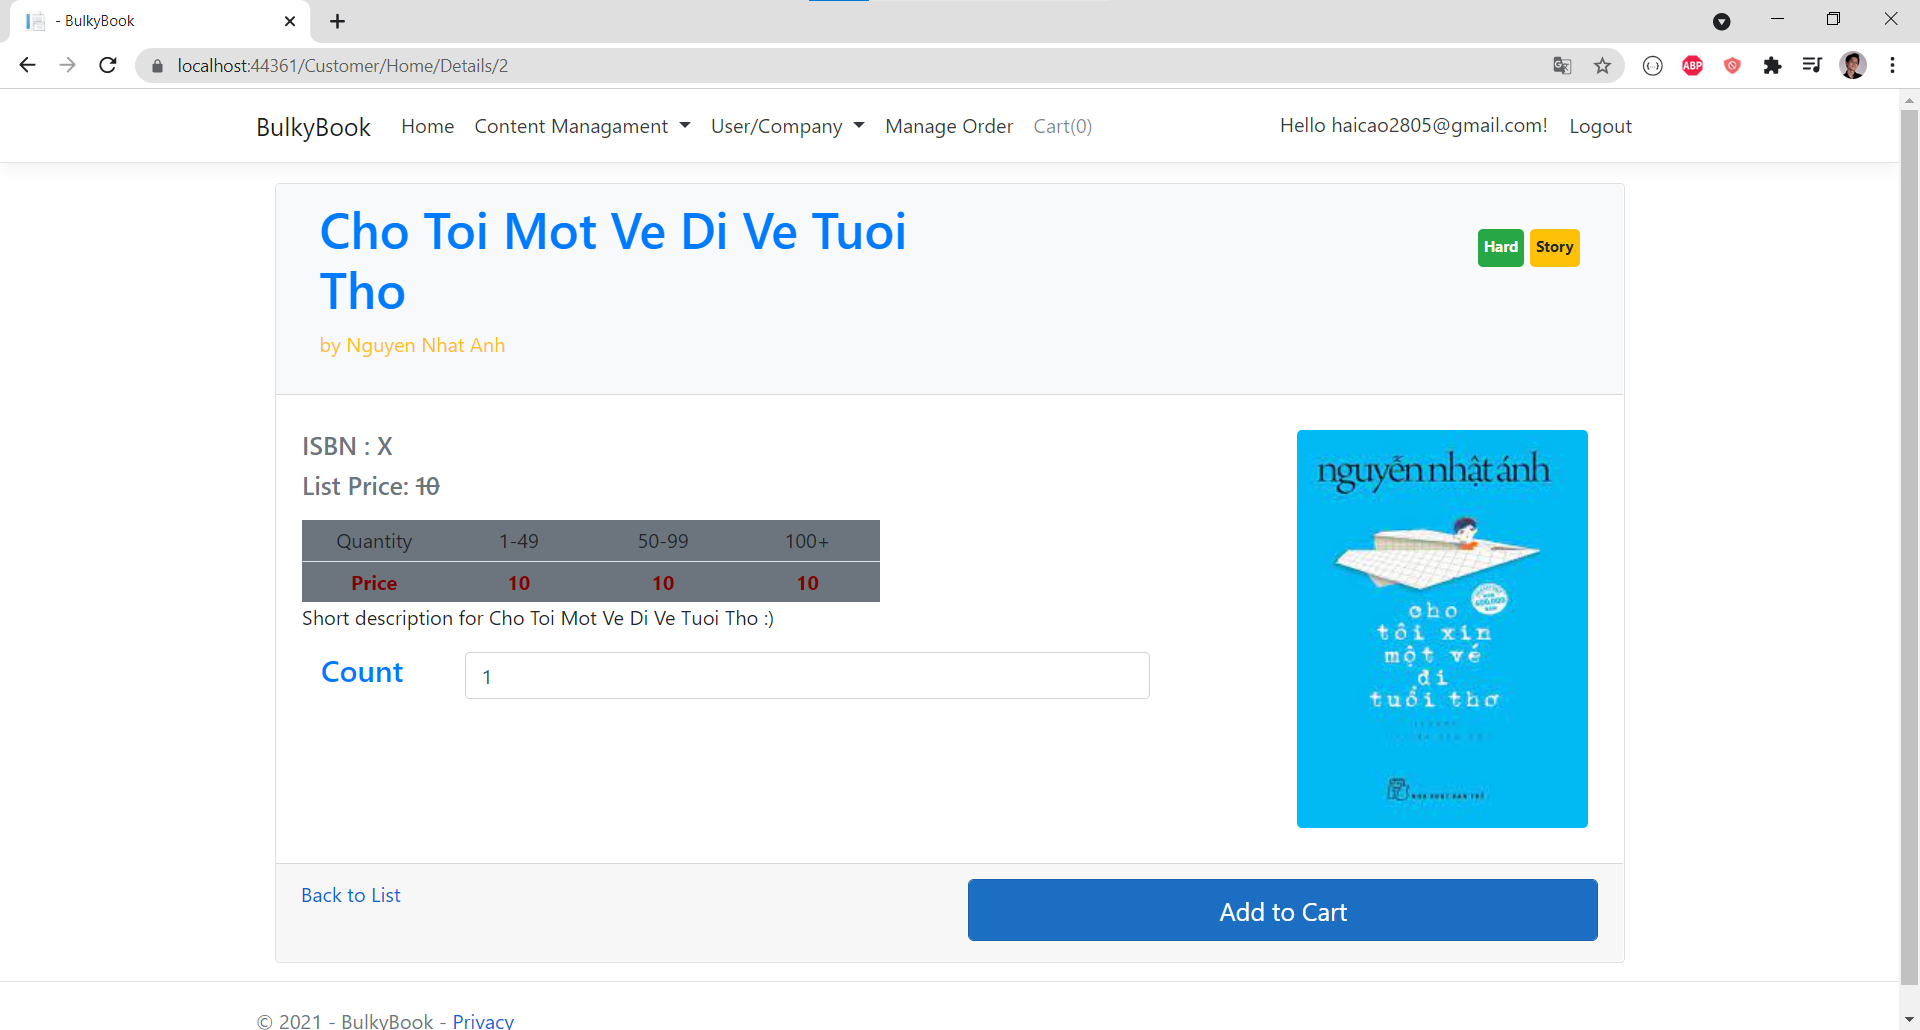 - BulkyBook
localhost:44361/Customer/Home/Details/2
ABP
BulkyBook Home Content Managament User/Company Manage Order Cart(0) Hello haicao2805@gmail.com! Logout
Cho Toi Mot Ve Di Ve Tuoi
Tho
Hard Story
by Nguyen Nhat Anh
ISBN : X
List Price: 10
Quantity 1-49 50-99 100+
Price 10 10 10
Short description for Cho Toi Mot Ve Di Ve Tuoi Tho :)
Count 1
nguyễn nhật ánh
cho
tôi xin
một vé
đi
tuổi thơ
Back to List
Add to Cart
© 2021 - BulkyBook - Privacy